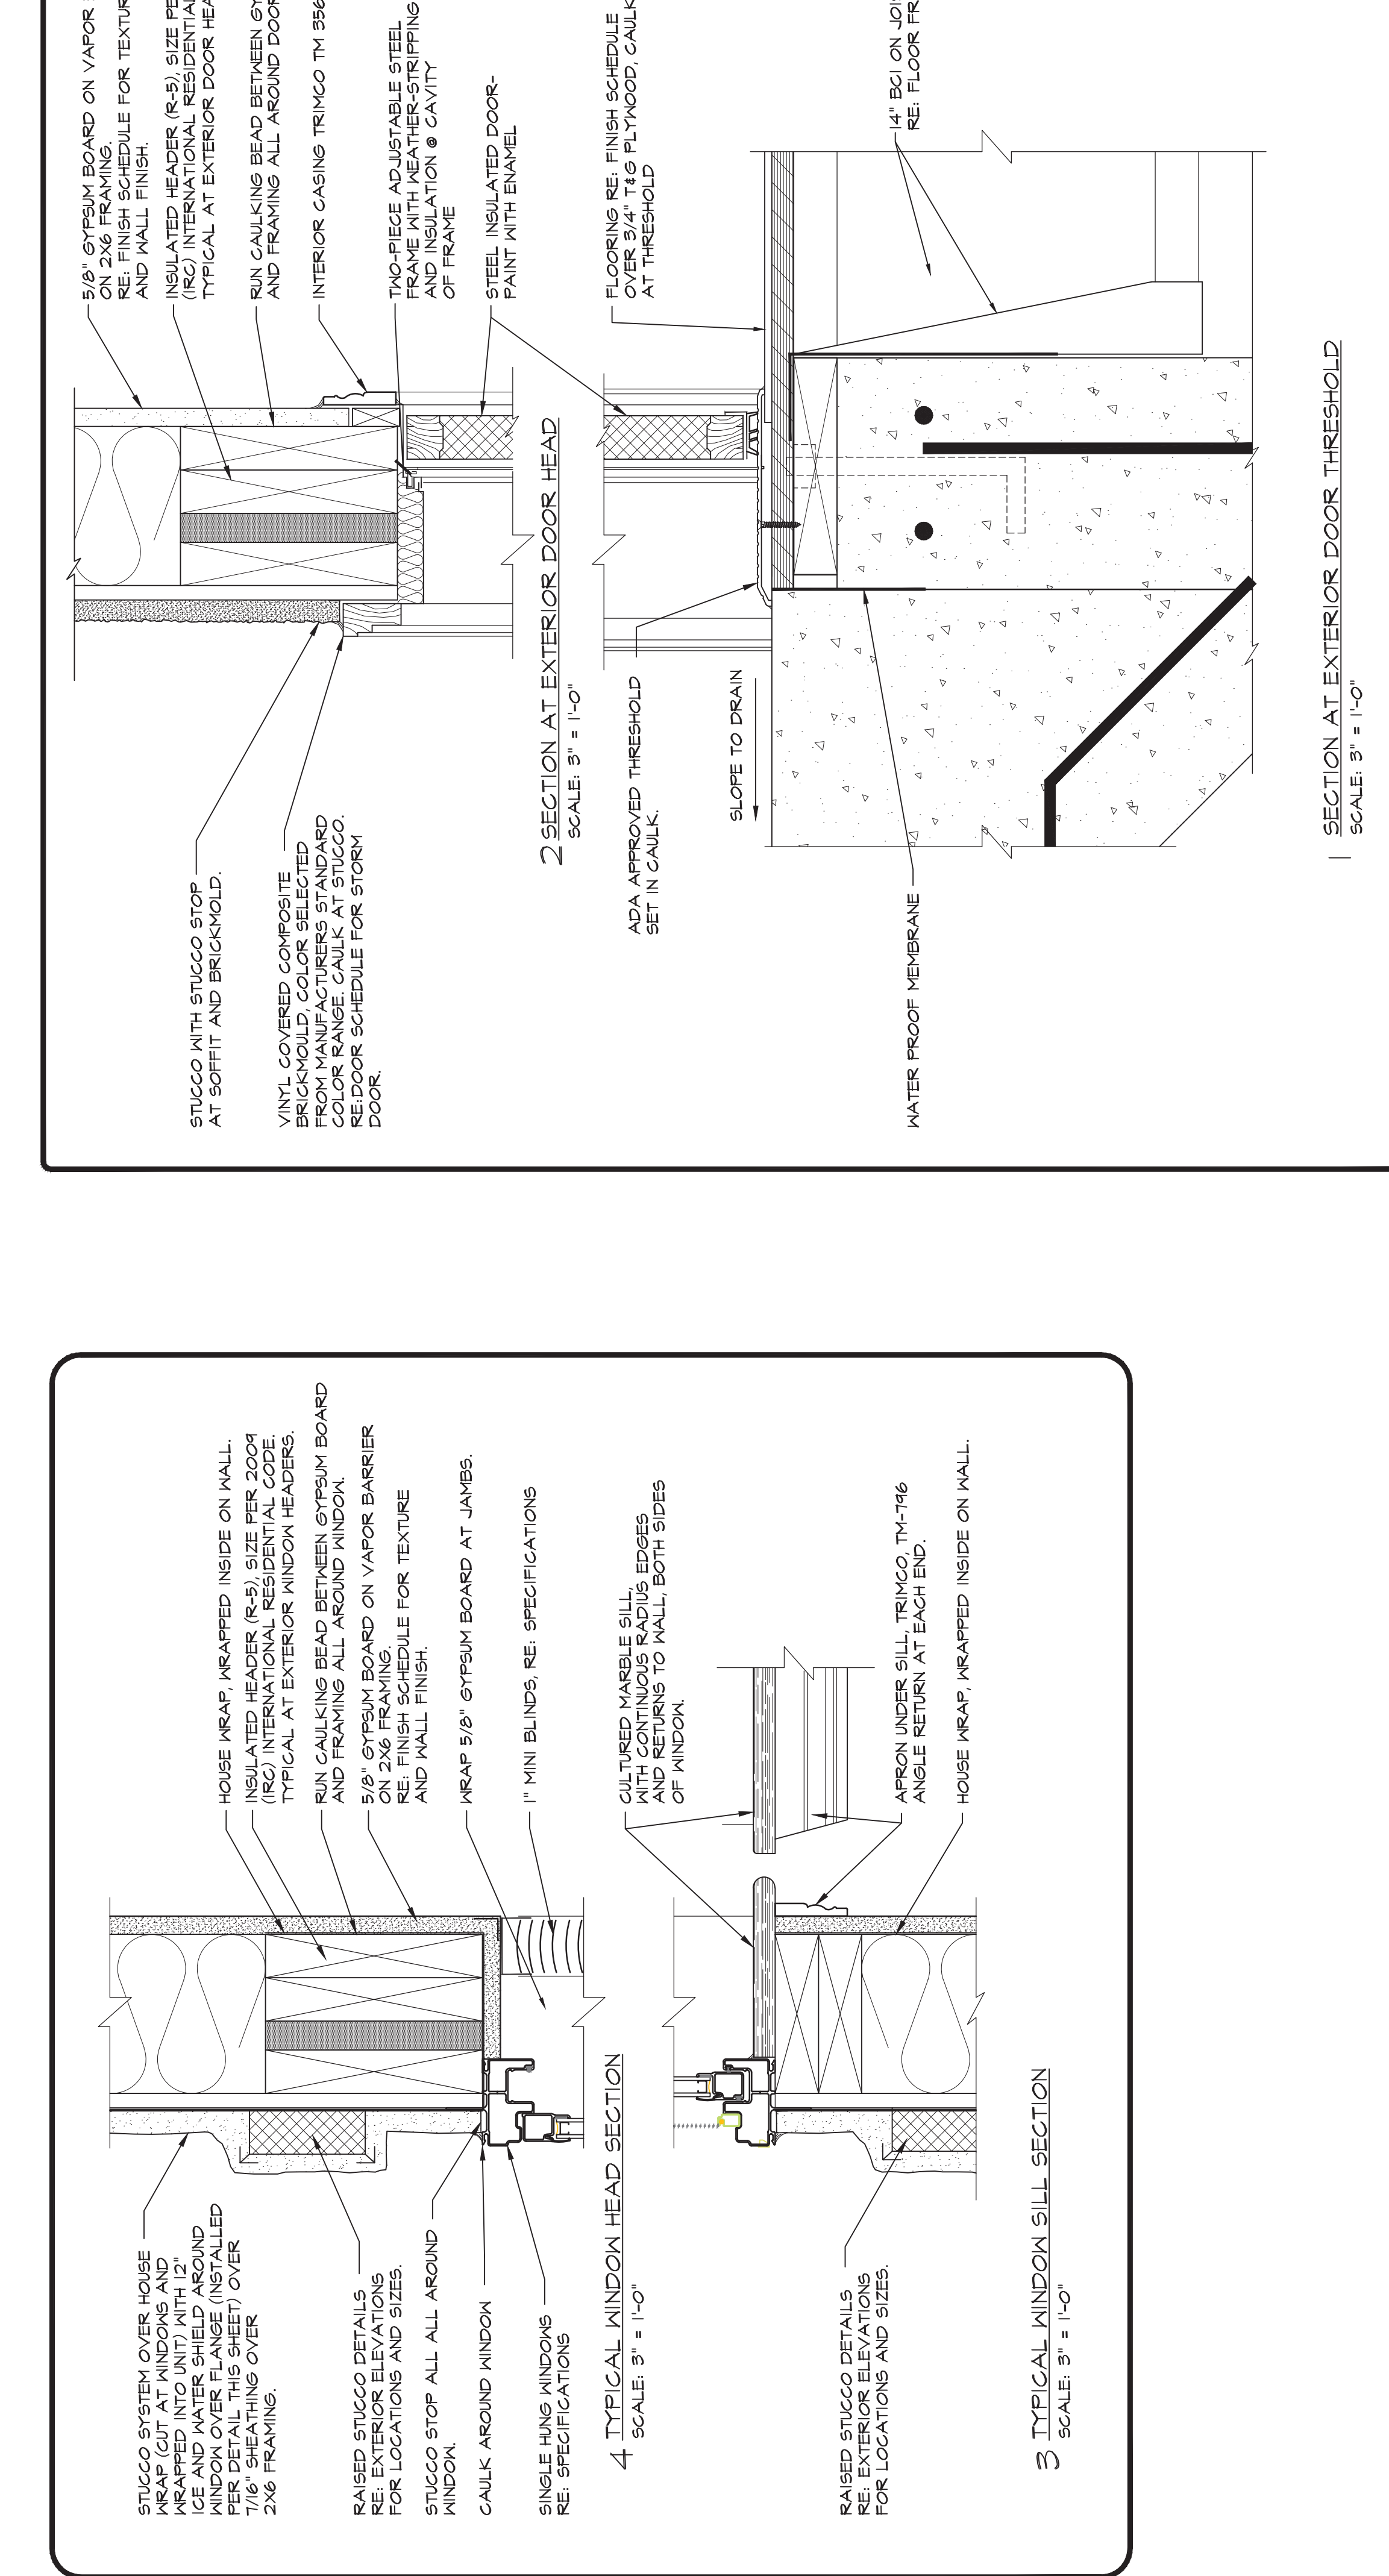 STUCCO SYSTEM OVER HOUSE
WRAP (CUT AT WINDOWS AND
WRAPPED INTO UNIT) WITH 12"
ICE AND WATER SHIELD AROUND
WINDOW OVER FLANGE (INSTALLED
PER DETAIL THIS SHEET) OVER
7/16" SHEATHING OVER
2X6 FRAMING.
RAISED STUCCO DETAILS
RE: EXTERIOR ELEVATIONS
FOR LOCATIONS AND SIZES.
STUCCO STOP ALL AROUND
WINDOW.
CAULK AROUND WINDOW
SINGLE HUNG WINDOWS
RE: SPECIFICATIONS
HOUSE WRAP, WRAPPED INSIDE ON WALL.
INSULATED HEADER (R-5), SIZE PER 2009
(IRC) INTERNATIONAL RESIDENTIAL CODE.
TYPICAL AT EXTERIOR WINDOW HEADERS.
RUN CAULKING BEAD BETWEEN GYPSUM BOARD
AND FRAMING ALL AROUND WINDOW.
5/8" GYPSUM BOARD ON VAPOR BARRIER
ON 2X6 FRAMING.
RE: FINISH SCHEDULE FOR TEXTURE
AND WALL FINISH.
WRAP 5/8" GYPSUM BOARD AT JAMBS.
1" MINI BLINDS, RE: SPECIFICATIONS
4 TYPICAL WINDOW HEAD SECTION
SCALE: 3" = 1'-0"
CULTURED MARBLE SILL,
WITH CONTINUOUS RADIUS EDGES
AND RETURNS TO WALL, BOTH SIDES
OF WINDOW.
APRON UNDER SILL, TRIMCO, TM-796
ANGLE RETURN AT EACH END.
HOUSE WRAP, WRAPPED INSIDE ON WALL.
RAISED STUCCO DETAILS
RE: EXTERIOR ELEVATIONS
FOR LOCATIONS AND SIZES.
3 TYPICAL WINDOW SILL SECTION
SCALE: 3" = 1'-0"
STUCCO WITH STUCCO STOP
AT SOFFIT AND BRICKMOLD.
VINYL COVERED COMPOSITE
BRICKMOULD, COLOR SELECTED
FROM MANUFACTURERS STANDARD
COLOR RANGE. CAULK AT STUCCO.
RE:DOOR SCHEDULE FOR STORM
DOOR.
5/8" GYPSUM BOARD ON VAPOR
ON 2X6 FRAMING.
RE: FINISH SCHEDULE FOR TEXTUR
AND WALL FINISH.
INSULATED HEADER (R-5), SIZE PE
(IRC) INTERNATIONAL RESIDENTIAL
TYPICAL AT EXTERIOR DOOR HEA
RUN CAULKING BEAD BETWEEN GY
AND FRAMING ALL AROUND DOOR
INTERIOR CASING TRIMCO TM 356
TWO-PIECE ADJUSTABLE STEEL
FRAME WITH WEATHER-STRIPPING
AND INSULATION @ CAVITY
OF FRAME
STEEL INSULATED DOOR-
PAINT WITH ENAMEL
2 SECTION AT EXTERIOR DOOR HEAD
SCALE: 3" = 1'-0"
ADA APPROVED THRESHOLD
SET IN CAULK.
SLOPE TO DRAIN
WATER PROOF MEMBRANE
FLOORING RE: FINISH SCHEDULE
OVER 3/4" T&G PLYWOOD, CAULK
AT THRESHOLD
14" BCI ON JOI
RE: FLOOR FR
1 SECTION AT EXTERIOR DOOR THRESHOLD
SCALE: 3" = 1'-0"